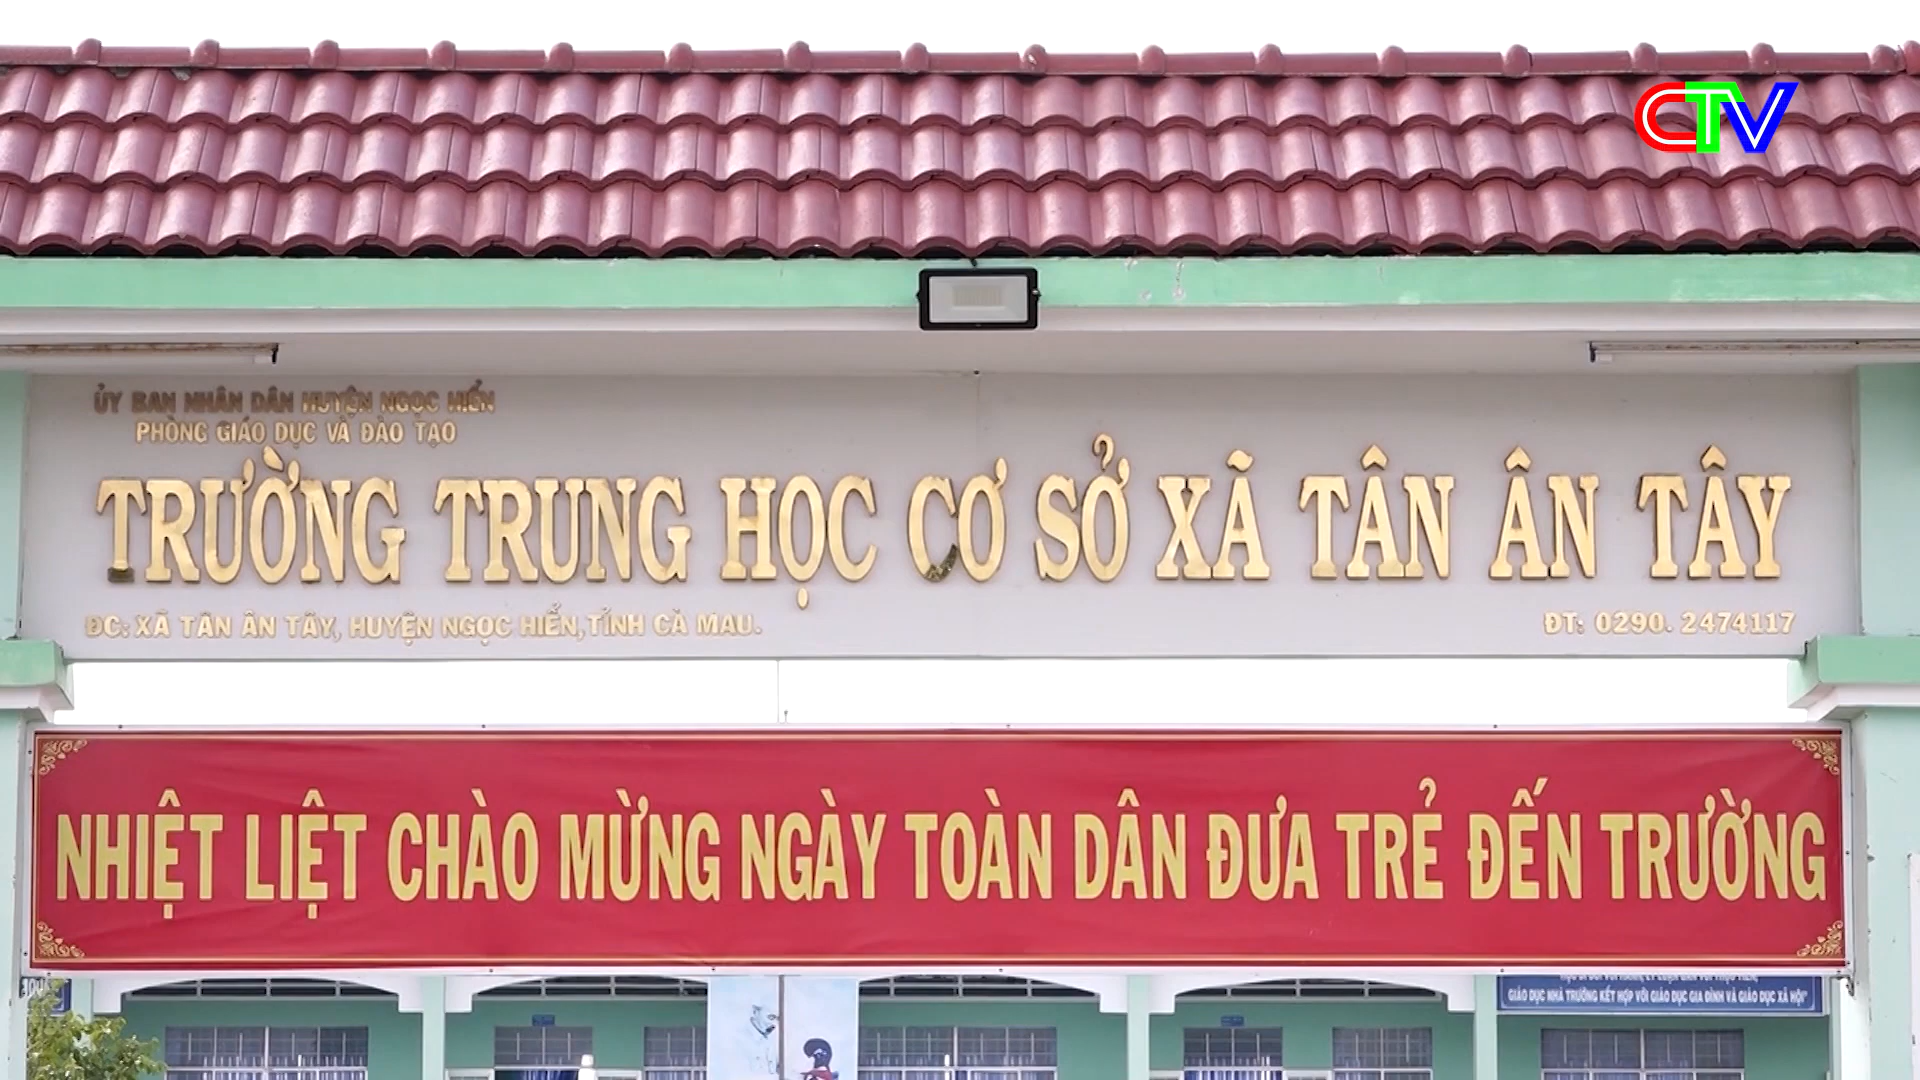 CTV
ỦY BAN NHÂN DÂN HUYỆN NGỌC HIỂN
PHÒNG GIÁO DỤC VÀ ĐÀO TẠO
TRƯỜNG TRUNG HỌC CƠ SỞ XÃ TÂN ÂN TÂY
ĐC: XÃ TÂN ÂN TÂY, HUYỆN NGỌC HIỂN, TỈNH CÀ MAU.
ĐT: 0290. 2474117
NHIỆT LIỆT CHÀO MỪNG NGÀY TOÀN DÂN ĐƯA TRẺ ĐẾN TRƯỜNG
GIÁO DỤC NHÀ TRƯỜNG KẾT HỢP VỚI GIÁO DỤC GIA ĐÌNH VÀ GIÁO DỤC XÃ HỘI"